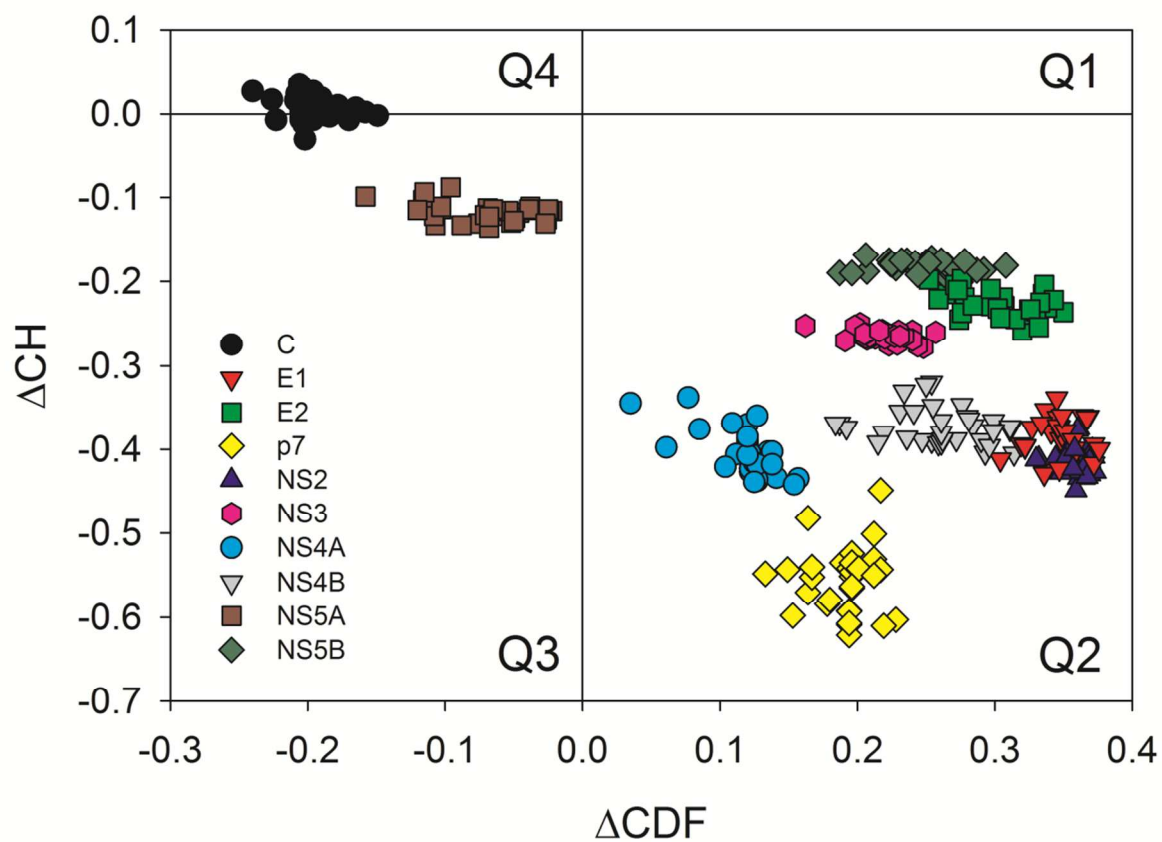 0.1
Q4
Q1
0.0
-0.1
-0.2
-0.3
-0.4
-0.5
-0.6
-0.7
ΔCH
C
E1
E2
p7
NS2
NS3
NS4A
NS4B
NS5A
NS5B
Q3
Q2
-0.3 -0.2 -0.1 0.0 0.1 0.2 0.3 0.4
ΔCDF